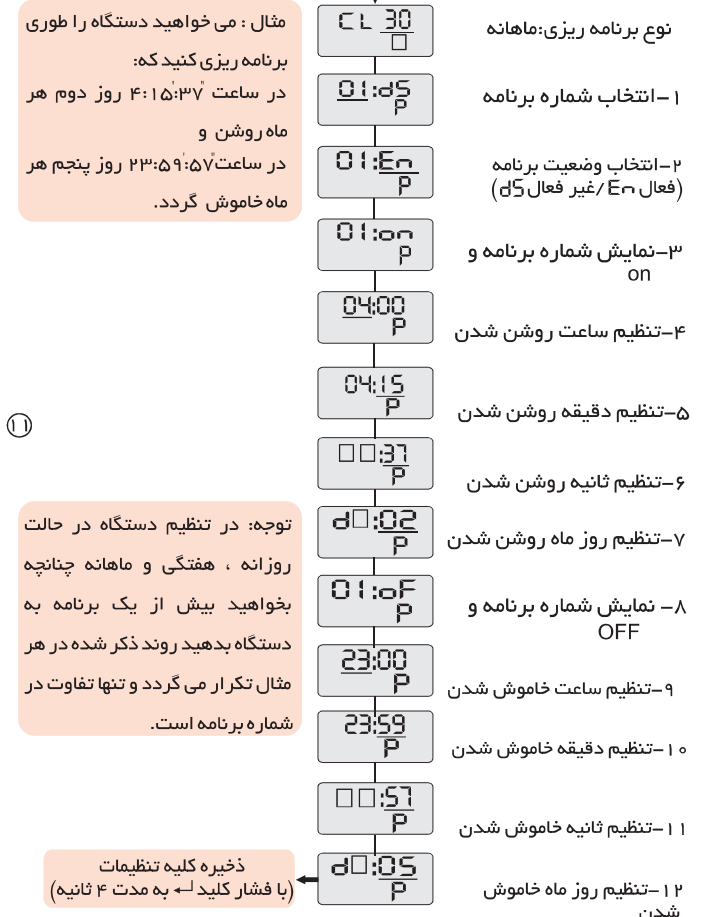 نوع برنامه ریزی:ماهانه
CL 30
۱-انتخاب شماره برنامه
01:dS
P
۲-انتخاب وضعیت برنامه
(فعال En/غیر فعال dS)
01:En
P
۳-نمایش شماره برنامه و
on
01:on
P
۴-تنظیم ساعت روشن شدن
04:00
P
۵-تنظیم دقیقه روشن شدن
04:15
P
۶-تنظیم ثانیه روشن شدن
□□:37
P
۷-تنظیم روز ماه روشن شدن
d□:02
P
۸- نمایش شماره برنامه و
OFF
01:oF
P
۹-تنظیم ساعت خاموش شدن
23:00
P
۱۰-تنظیم دقیقه خاموش شدن
23:59
P
۱۱-تنظیم ثانیه خاموش شدن
□□:57
P
۱۲-تنظیم روز ماه خاموش
شدن
d□:05
P
مثال : می خواهید دستگاه را طوری
برنامه ریزی کنید که:
در ساعت ۴:۱۵':۳۷" روز دوم هر
ماه روشن و
در ساعت ۲۳:۵۹':۵۷" روز پنجم هر
ماه خاموش گردد.
۱۱
توجه: در تنظیم دستگاه در حالت
روزانه ، هفتگی و ماهانه چنانچه
بخواهید بیش از یک برنامه به
دستگاه بدهید روند ذکر شده در هر
مثال تکرار می گردد و تنها تفاوت در
شماره برنامه است.
ذخیره کلیه تنظیمات
(با فشار کلید ↵ به مدت ۴ ثانیه)